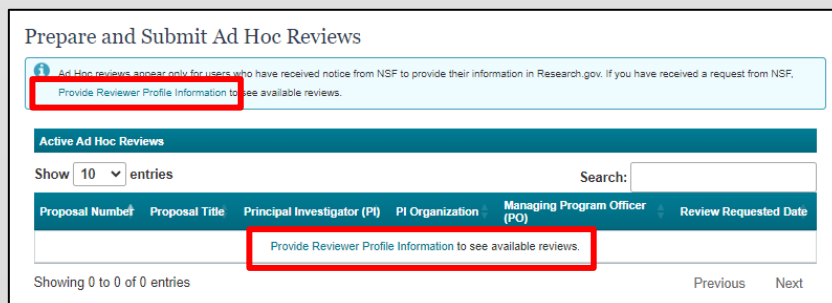 Prepare and Submit Ad Hoc Reviews
Ad Hoc reviews appear only for users who have received notice from NSF to provide their information in Research.gov. If you have received a request from NSF,
Provide Reviewer Profile Information to see available reviews.
Active Ad Hoc Reviews
Show 10 entries
Search:
Proposal Number Proposal Title Principal Investigator (PI) PI Organization Managing Program Officer (PO) Review Requested Date
Provide Reviewer Profile Information to see available reviews.
Showing 0 to 0 of 0 entries
Previous Next